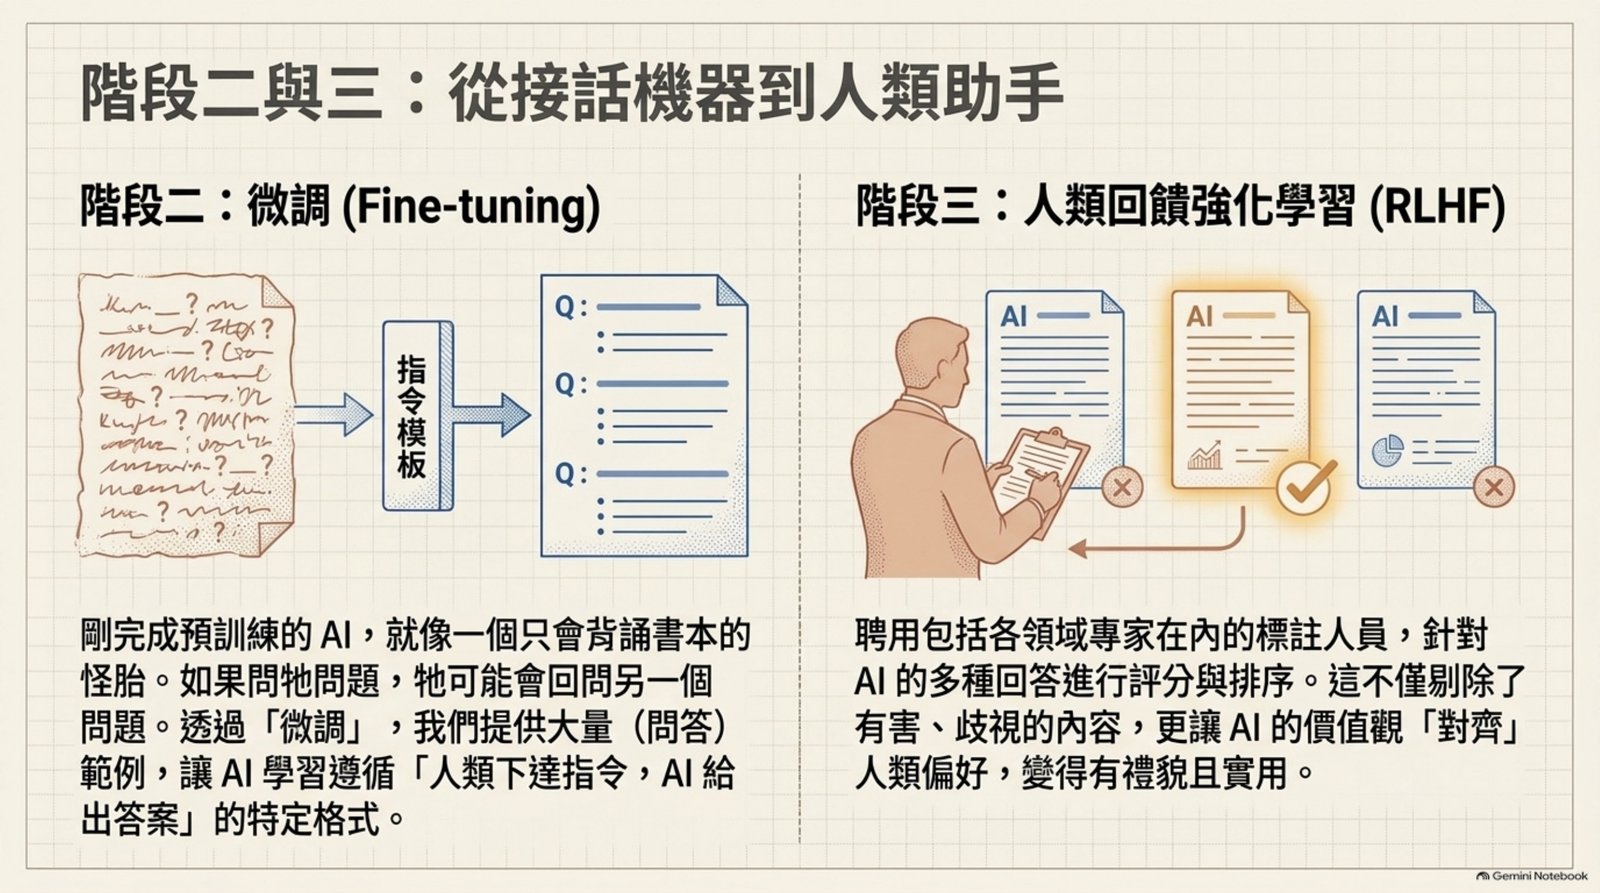 階段二與三：從接話機器到人類助手
階段二：微調 (Fine-tuning)
指令模板
Q:
Q:
Q:
剛完成預訓練的 AI，就像一個只會背誦書本的
怪胎。如果問牠問題，牠可能會回問另一個
問題。透過「微調」，我們提供大量（問答）
範例，讓 AI 學習遵循「人類下達指令，AI 給
出答案」的特定格式。
階段三：人類回饋強化學習 (RLHF)
AI
AI
AI
聘用包括各領域專家在內的標註人員，針對
AI 的多種回答進行評分與排序。這不僅剔除了
有害、歧視的內容，更讓 AI 的價值觀「對齊」
人類偏好，變得有禮貌且實用。
Gemini Notebook